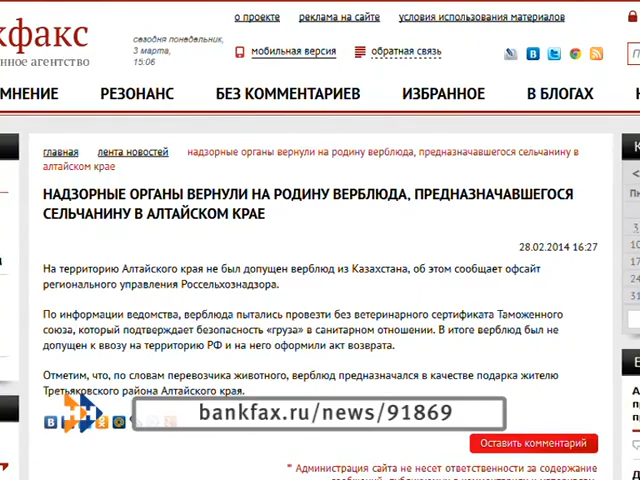 о проекте реклама на сайте условия использования материалов
кфакс
сегодня понедельник,
3 марта,
15:06
мобильная версия обратная связь
нное агентство
МНЕНИЕ РЕЗОНАНС БЕЗ КОММЕНТАРИЕВ ИЗБРАННОЕ В БЛОГАХ
главная лента новостей надзорные органы вернули на родину верблюда, предназначавшегося сельчанину в
алтайском крае
НАДЗОРНЫЕ ОРГАНЫ ВЕРНУЛИ НА РОДИНУ ВЕРБЛЮДА, ПРЕДНАЗНАЧАВШЕГОСЯ
СЕЛЬЧАНИНУ В АЛТАЙСКОМ КРАЕ
28.02.2014 16:27
На территорию Алтайского края не был допущен верблюд из Казахстана, об этом сообщает офсайт
регионального управления Россельхознадзора.
По информации ведомства, верблюда пытались провезти без ветеринарного сертификата Таможенного
союза, который подтверждает безопасность «груза» в санитарном отношении. В итоге верблюд был не
допущен к ввозу на территорию РФ и на него оформили акт возврата.
Отметим, что, по словам перевозчика животного, верблюд предназначался в качестве подарка жителю
Третьяковского района Алтайского края.
bankfax.ru/news/91869
Оставить комментарий
* Администрация сайта не несет ответственности за содержание